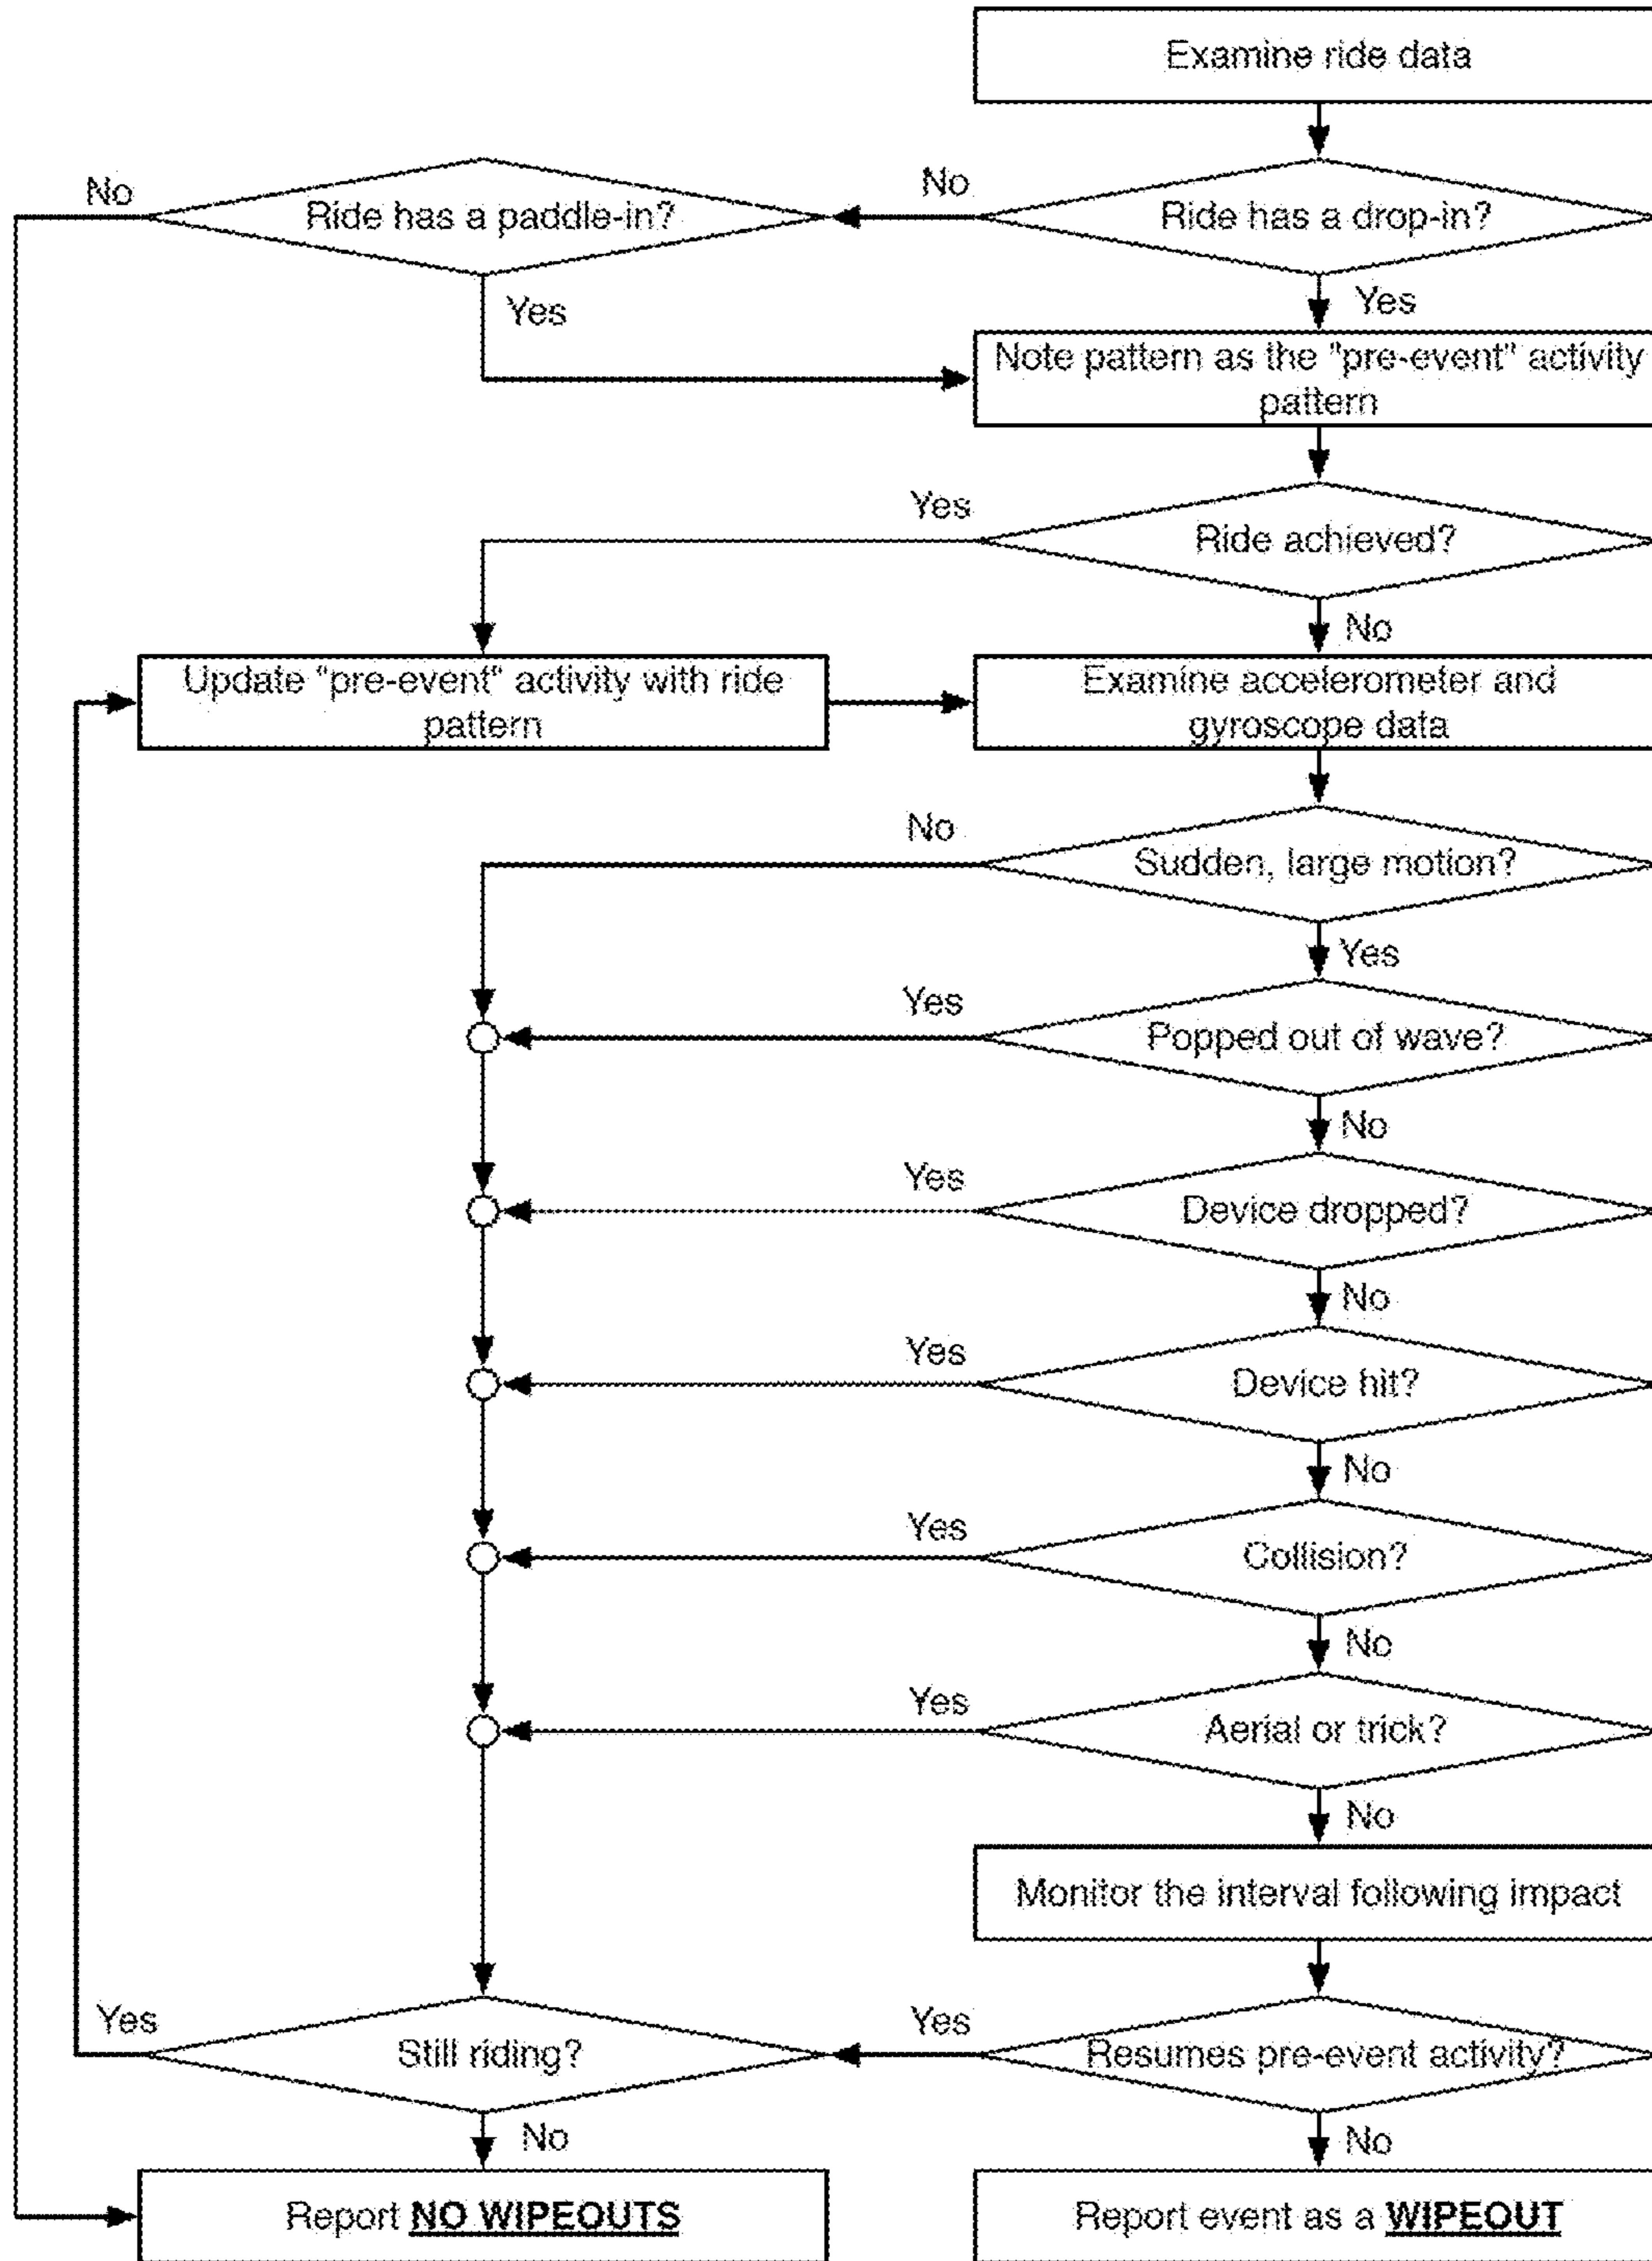 Examine ride data
No
No
Ride has a paddle-in?
Ride has a drop-in?
Yes
Yes
Note pattern as the "pre-event" activity
pattern
Yes
Ride achieved?
No
Update "pre-event" activity with ride
pattern
Examine accelerometer and
gyroscope data
No
Sudden, large motion?
Yes
Yes
Popped out of wave?
No
Yes
Device dropped?
No
Yes
Device hit?
No
Yes
Collision?
No
Yes
Aerial or trick?
No
Monitor the interval following impact
Yes
Yes
Still riding?
Resumes pre-event activity?
No
No
Report NO WIPEOUTS
Report event as a WIPEOUT